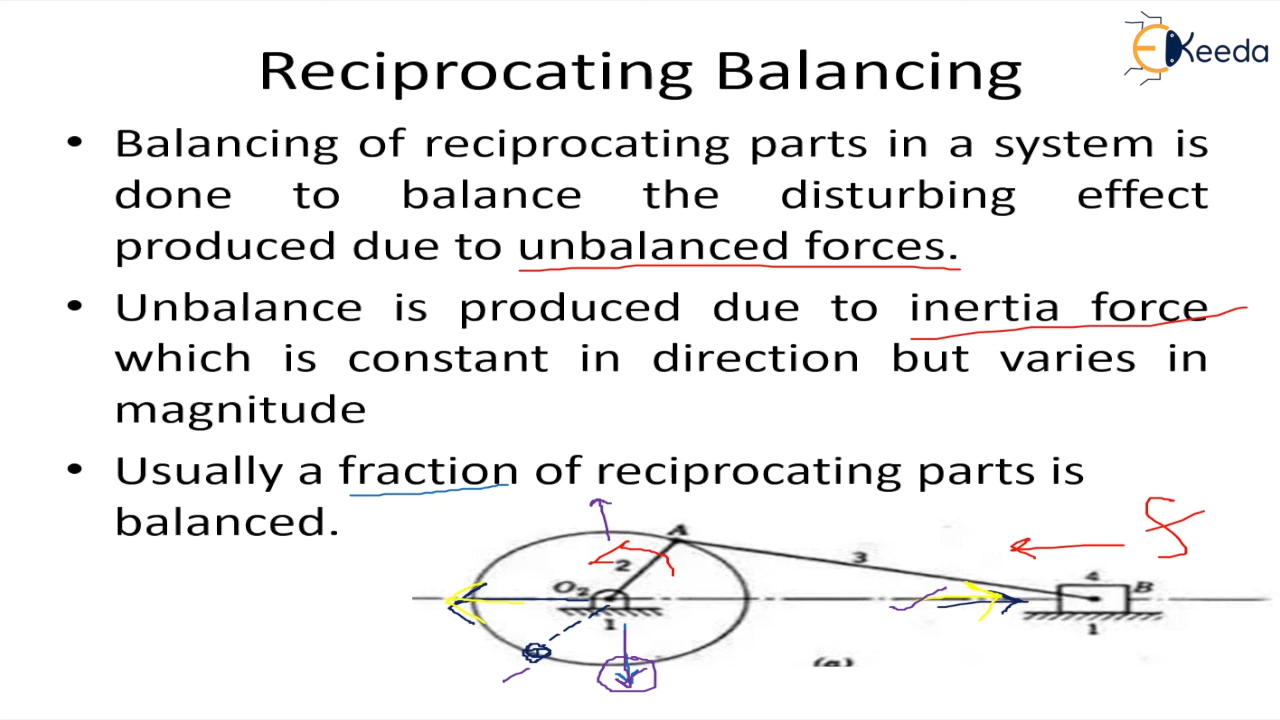 EKeeda
Reciprocating Balancing
• Balancing of reciprocating parts in a system is
done to balance the disturbing effect
produced due to unbalanced forces.
• Unbalance is produced due to inertia force
which is constant in direction but varies in
magnitude
• Usually a fraction of reciprocating parts is
balanced.
A
2
3
O2
4
B
1
1
(a)